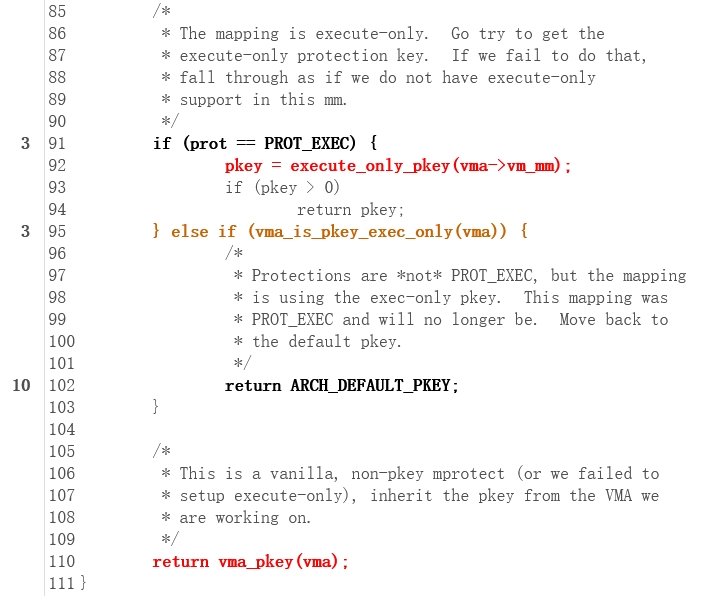 85 /*
86 * The mapping is execute-only.  Go try to get the
87 * execute-only protection key.  If we fail to do that,
88 * fall through as if we do not have execute-only
89 * support in this mm.
90 */
3 91 if (prot == PROT_EXEC) {
92 pkey = execute_only_pkey(vma->vm_mm);
93 if (pkey > 0)
94 return pkey;
3 95 } else if (vma_is_pkey_exec_only(vma)) {
96 /*
97 * Protections are *not* PROT_EXEC, but the mapping
98 * is using the exec-only pkey.  This mapping was
99 * PROT_EXEC and will no longer be.  Move back to
100 * the default pkey.
101 */
10 102 return ARCH_DEFAULT_PKEY;
103 }
104
105 /*
106 * This is a vanilla, non-pkey mprotect (or we failed to
107 * setup execute-only), inherit the pkey from the VMA we
108 * are working on.
109 */
110 return vma_pkey(vma);
111 }